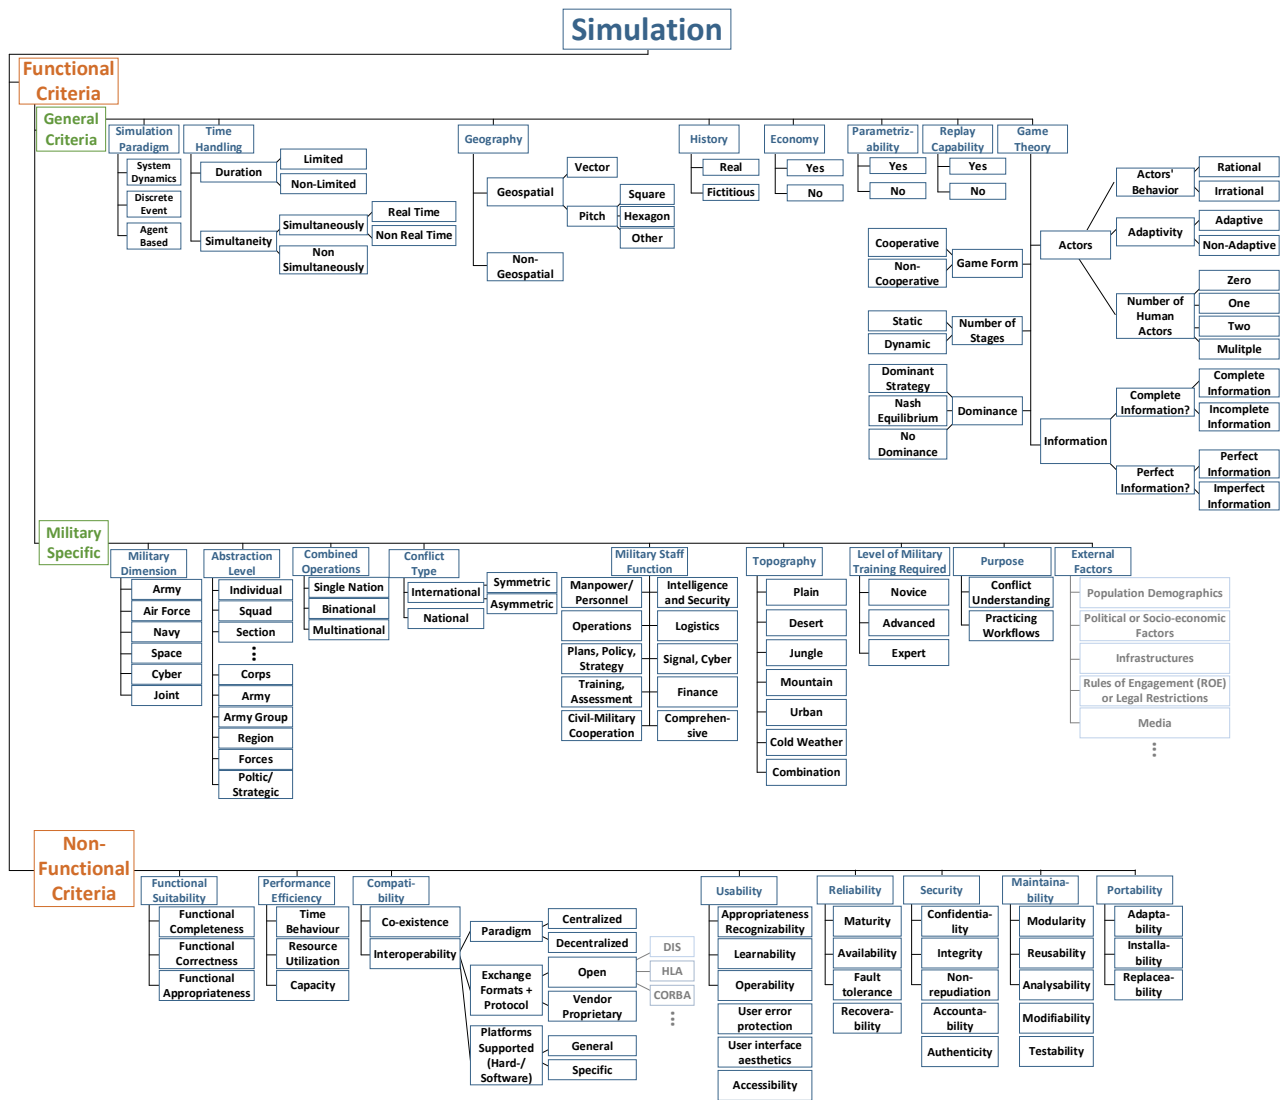 Simulation
Functional
Criteria
General
Criteria
Simulation
Paradigm
System
Dynamics
Discrete
Event
Agent
Based
Time
Handling
Duration
Limited
Non-Limited
Simultaneity
Simultaneously
Real Time
Non Real Time
Non
Simultaneously
Geography
Geospatial
Vector
Pitch
Square
Hexagon
Other
Non-
Geospatial
History
Real
Fictitious
Economy
Yes
No
Parametriz-
ability
Yes
No
Replay
Capability
Yes
No
Game
Theory
Cooperative
Non-
Cooperative
Game Form
Static
Dynamic
Number of
Stages
Dominant
Strategy
Nash
Equilibrium
No
Dominance
Dominance
Actors
Actors'
Behavior
Rational
Irrational
Adaptivity
Adaptive
Non-Adaptive
Number of
Human
Actors
Zero
One
Two
Mulitple
Information
Complete
Information?
Complete
Information
Incomplete
Information
Perfect
Information?
Perfect
Information
Imperfect
Information
Military
Specific
Military
Dimension
Army
Air Force
Navy
Space
Cyber
Joint
Abstraction
Level
Individual
Squad
Section
Corps
Army
Army Group
Region
Forces
Poltic/
Strategic
Combined
Operations
Single Nation
Binational
Multinational
Conflict
Type
International
Symmetric
Asymmetric
National
Military Staff
Function
Manpower/
Personnel
Intelligence
and Security
Operations
Logistics
Plans, Policy,
Strategy
Signal, Cyber
Training,
Assessment
Finance
Civil-Military
Cooperation
Comprehen-
sive
Topography
Plain
Desert
Jungle
Mountain
Urban
Cold Weather
Combination
Level of Military
Training Required
Novice
Advanced
Expert
Purpose
Conflict
Understanding
Practicing
Workflows
External
Factors
Population Demographics
Political or Socio-economic
Factors
Infrastructures
Rules of Engagement (ROE)
or Legal Restrictions
Media
Non-
Functional
Criteria
Functional
Suitability
Functional
Completeness
Functional
Correctness
Functional
Appropriateness
Performance
Efficiency
Time
Behaviour
Resource
Utilization
Capacity
Compati-
bility
Co-existence
Interoperability
Paradigm
Centralized
Decentralized
Exchange
Formats +
Protocol
Open
DIS
HLA
CORBA
Vendor
Proprietary
Platforms
Supported
(Hard-/
Software)
General
Specific
Usability
Appropriateness
Recognizability
Learnability
Operability
User error
protection
User interface
aesthetics
Accessibility
Reliability
Maturity
Availability
Fault
tolerance
Recovera-
bility
Security
Confidentia-
lity
Integrity
Non-
repudiation
Accounta-
bility
Authenticity
Maintaina-
bility
Modularity
Reusability
Analysability
Modifiability
Testability
Portability
Adapta-
bility
Installa-
bility
Replacea-
bility